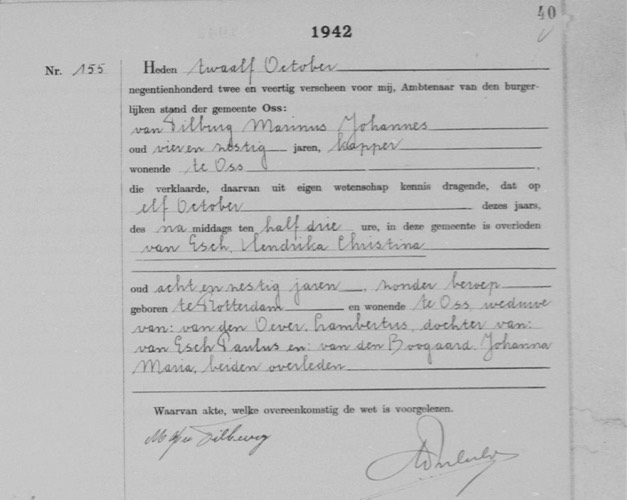 40
1942
Nr. 155
Heden twaalf October
negentienhonderd twee en veertig verscheen voor mij, Ambtenaar van den burger-
lijken stand der gemeente Oss:
van Tilburg Marinus Johannes
oud vier en zestig jaren, kapper
wonende te Oss
die verklaarde, daarvan uit eigen wetenschap kennis dragende, dat op
elf October dezes jaars,
des na middags ten half drie ure, in deze gemeente is overleden
van Esch, Hendrika Christina
oud acht en zestig jaren, zonder beroep
geboren te Rotterdam en wonende te Oss, weduwe
van: van den Oever, Lambertus, dochter van:
van Esch Paulus en: van den Boogaard, Johanna
Maria, beiden overleden
Waarvan akte, welke overeenkomstig de wet is voorgelezen.
Tilburg